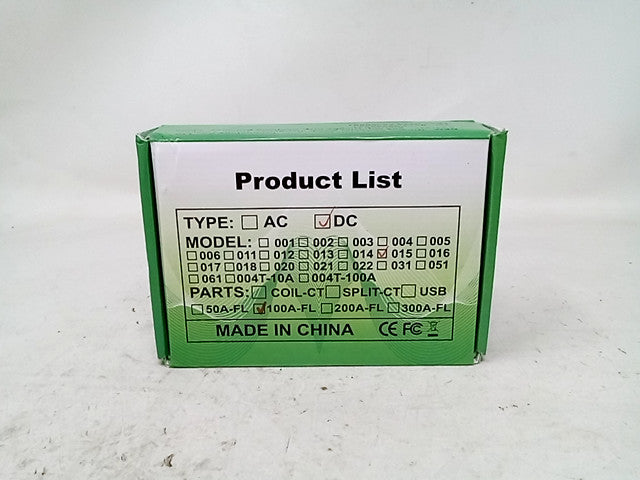 Product List
TYPE: ☐ AC ☑ DC
MODEL: ☐ 001 ☐ 002 ☐ 003 ☐ 004 ☐ 005
☐ 006 ☐ 011 ☐ 012 ☐ 013 ☐ 014 ☑ 015 ☐ 016
☐ 017 ☐ 018 ☐ 020 ☐ 021 ☐ 022 ☐ 031 ☐ 051
☐ 061 ☐ 004T-10A ☐ 004T-100A
PARTS: ☐ COIL-CT ☐ SPLIT-CT ☐ USB
☐ 50A-FL ☑ 100A-FL ☐ 200A-FL ☐ 300A-FL
MADE IN CHINA CE FC